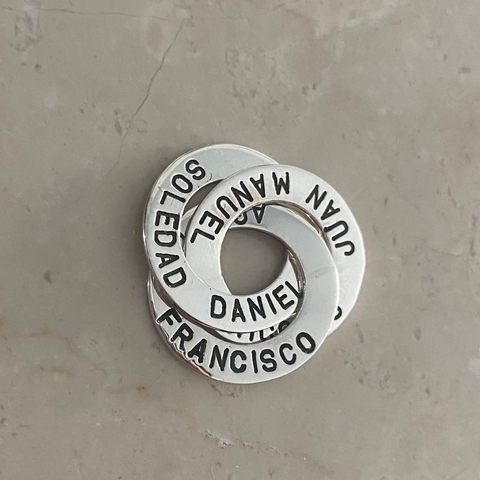 SOLEDAD
DANIEL
JUAN MANUEL
FRANCISCO